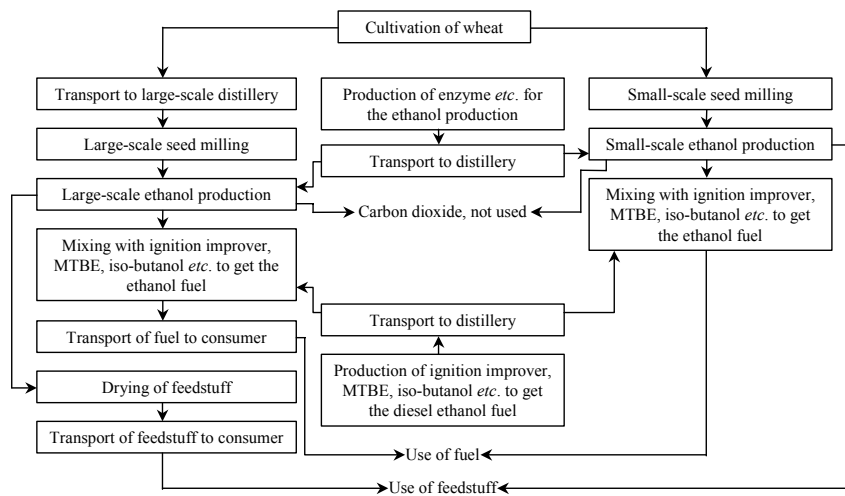 Cultivation of wheat
Transport to large-scale distillery
Production of enzyme etc. for
the ethanol production
Small-scale seed milling
Large-scale seed milling
Transport to distillery
Small-scale ethanol production
Large-scale ethanol production
Carbon dioxide, not used
Mixing with ignition improver,
MTBE, iso-butanol etc. to get
the ethanol fuel
Mixing with ignition improver,
MTBE, iso-butanol etc. to get the
ethanol fuel
Transport to distillery
Transport of fuel to consumer
Production of ignition improver,
MTBE, iso-butanol etc. to get
the diesel ethanol fuel
Drying of feedstuff
Transport of feedstuff to consumer
Use of fuel
Use of feedstuff